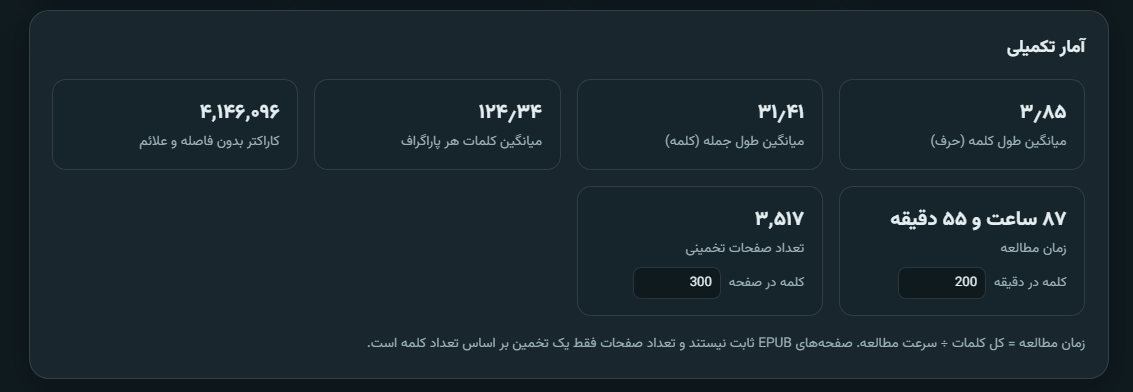 آمار تکمیلی
۳٫۸۵
میانگین طول کلمه (حرف)
۳۱٫۴۱
میانگین طول جمله (کلمه)
۱۲۴٫۳۴
میانگین کلمات هر پاراگراف
۴,۱۴۶,۰۹۶
کاراکتر بدون فاصله و علائم
۸۷ ساعت و ۵۵ دقیقه
زمان مطالعه
کلمه در دقیقه 200
۳,۵۱۷
تعداد صفحات تخمینی
کلمه در صفحه 300
زمان مطالعه = کل کلمات ÷ سرعت مطالعه. صفحه‌های EPUB ثابت نیستند و تعداد صفحات فقط یک تخمین بر اساس تعداد کلمه است.